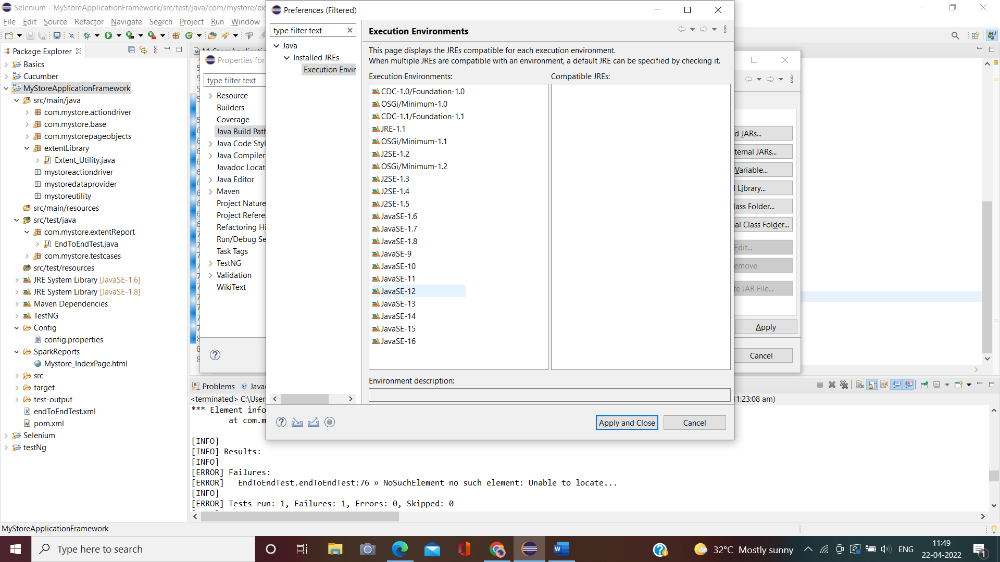 Selenium - MyStoreApplicationFramework/src/test/java/com/mystore/ex
File Edit Source Refactor Navigate Search Project Run Window
Package Explorer
Basics
Cucumber
MyStoreApplicationFramework
src/main/java
com.mystore.actiondriver
com.mystore.base
com.mystorepageobjects
extentLibrary
Extent_Utility.java
mystoreactiondriver
mystoredataprovider
mystoreutility
src/main/resources
src/test/java
com.mystore.extentReport
EndToEndTest.java
com.mystore.testcases
src/test/resources
JRE System Library [JavaSE-1.6]
JRE System Library [JavaSE-1.8]
Maven Dependencies
TestNG
Config
config.properties
SparkReports
Mystore_IndexPage.html
src
target
test-output
endToEndTest.xml
pom.xml
Selenium
testNg
Properties for
type filter text
Resource
Builders
Coverage
Java Build Path
Java Code Styl
Java Compiler
Javadoc Locat
Java Editor
Maven
Project Nature
Project Refere
Refactoring Hi
Run/Debug Se
Task Tags
TestNG
Validation
WikiText
Preferences (Filtered)
type filter text
Java
Installed JREs
Execution Envir
Execution Environments
This page displays the JREs compatible for each execution environment.
When multiple JREs are compatible with an environment, a default JRE can be specified by checking it.
Execution Environments:
CDC-1.0/Foundation-1.0
OSGi/Minimum-1.0
CDC-1.1/Foundation-1.1
JRE-1.1
OSGi/Minimum-1.1
J2SE-1.2
OSGi/Minimum-1.2
J2SE-1.3
J2SE-1.4
J2SE-1.5
JavaSE-1.6
JavaSE-1.7
JavaSE-1.8
JavaSE-9
JavaSE-10
JavaSE-11
JavaSE-12
JavaSE-13
JavaSE-14
JavaSE-15
JavaSE-16
Compatible JREs:
Environment description:
Apply and Close
Cancel
d JARs...
ternal JARs...
Variable...
Library...
lass Folder...
al Class Folder...
Edit...
emove
te JAR File...
Apply
Cancel
Problems @ Javac
<terminated> C:\Users
11:23:08 am)
*** Element info
at com.m
[INFO]
[INFO] Results:
[INFO]
[ERROR] Failures:
[ERROR]   EndToEndTest.endToEndTest:76 » NoSuchElement no such element: Unable to locate...
[INFO]
[ERROR] Tests run: 1, Failures: 1, Errors: 0, Skipped: 0
MyStoreApplicationFramework
Type here to search
32°C Mostly sunny
ENG
11:49
22-04-2022
1